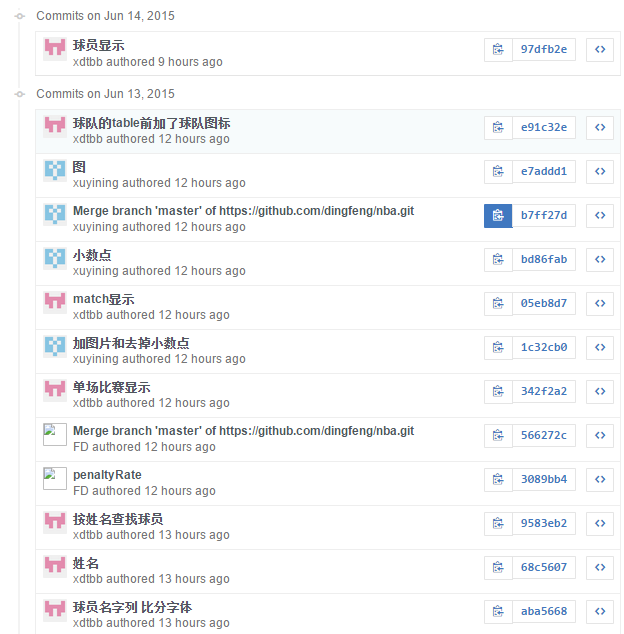 Commits on Jun 14, 2015
球员显示
xdtbb authored 9 hours ago
97dfb2e
Commits on Jun 13, 2015
球队的table前加了球队图标
xdtbb authored 12 hours ago
e91c32e
图
xuyining authored 12 hours ago
e7addd1
Merge branch 'master' of https://github.com/dingfeng/nba.git
xuyining authored 12 hours ago
b7ff27d
小数点
xuyining authored 12 hours ago
bd86fab
match显示
xdtbb authored 12 hours ago
05eb8d7
加图片和去掉小数点
xuyining authored 12 hours ago
1c32cb0
单场比赛显示
xdtbb authored 12 hours ago
342f2a2
Merge branch 'master' of https://github.com/dingfeng/nba.git
FD authored 12 hours ago
566272c
penaltyRate
FD authored 12 hours ago
3089bb4
按姓名查找球员
xdtbb authored 13 hours ago
9583eb2
姓名
xdtbb authored 13 hours ago
68c5607
球员名字列 比分字体
xdtbb authored 13 hours ago
aba5668